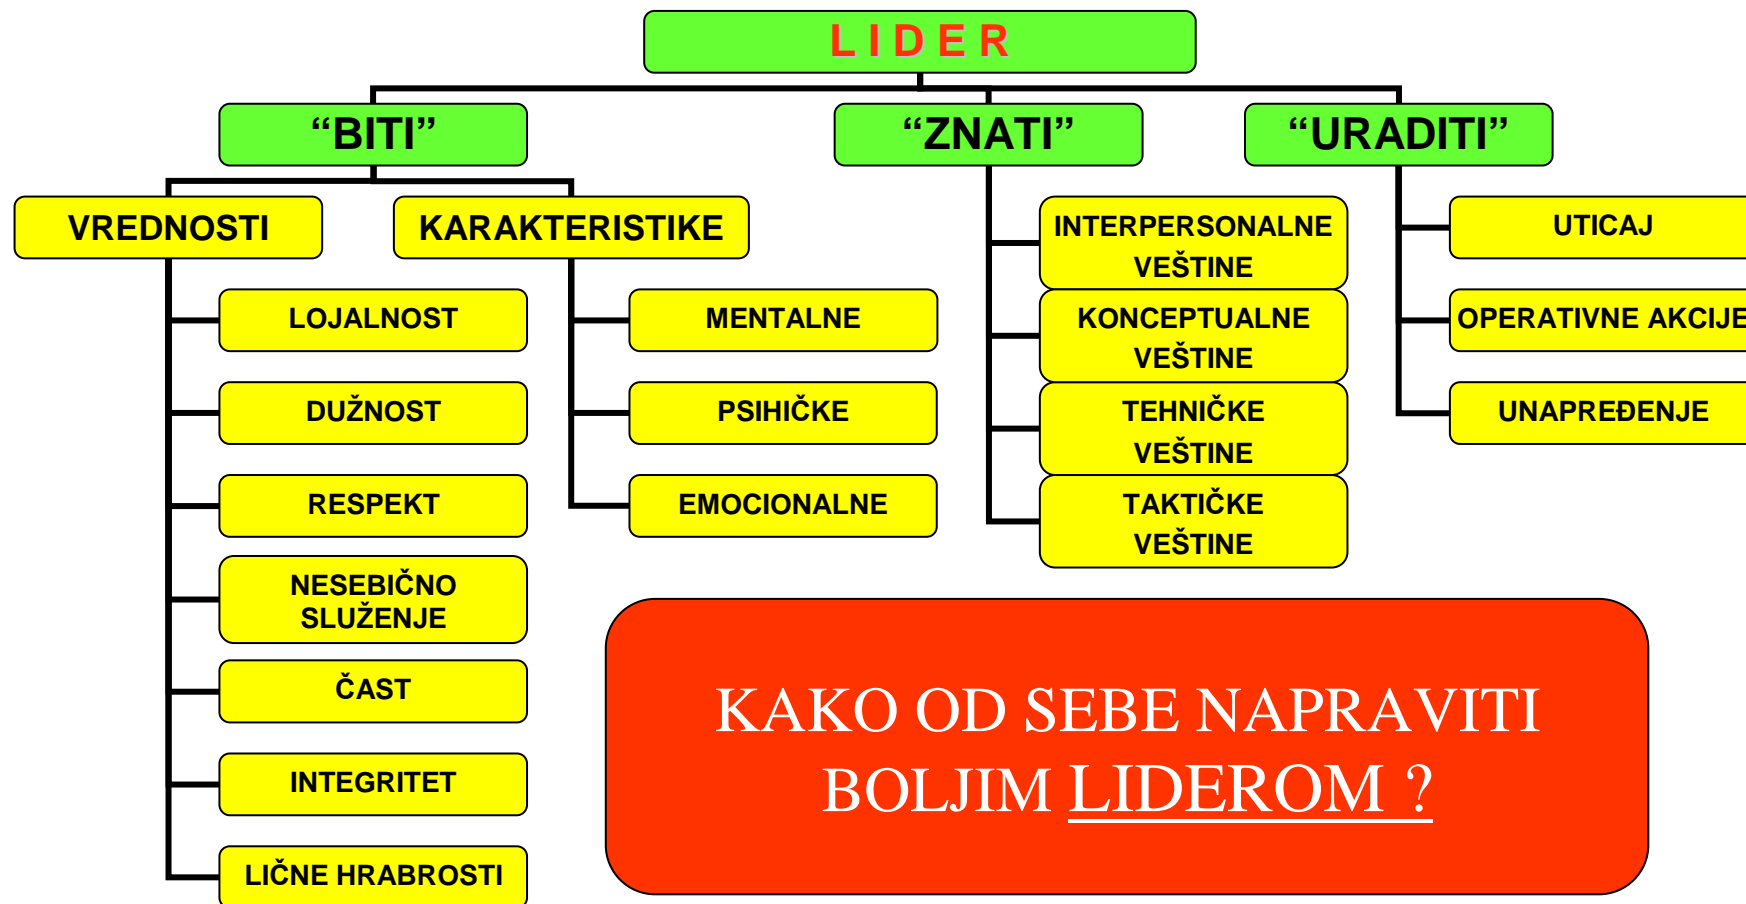 L I D E R
“BITI”
“ZNATI”
“URADITI”
VREDNOSTI
KARAKTERISTIKE
LOJALNOST
DUŽNOST
RESPEKT
NESEBIČNO
SLUŽENJE
ČAST
INTEGRITET
LIČNE HRABROSTI
MENTALNE
PSIHIČKE
EMOCIONALNE
INTERPERSONALNE
VEŠTINE
KONCEPTUALNE
VEŠTINE
TEHNIČKE
VEŠTINE
TAKTIČKE
VEŠTINE
UTICAJ
OPERATIVNE AKCIJE
UNAPREĐENJE
KAKO OD SEBE NAPRAVITI
BOLJIM LIDEROM ?